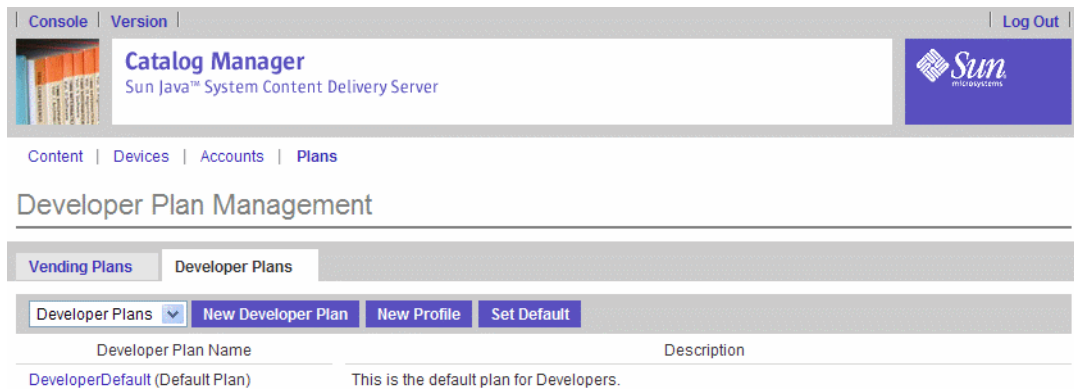 Console | Version |
Log Out
Catalog Manager
Sun Java™ System Content Delivery Server
Sun
microsystems
Content | Devices | Accounts | Plans
Developer Plan Management
Vending Plans Developer Plans
Developer Plans New Developer Plan New Profile Set Default
Developer Plan Name Description
DeveloperDefault (Default Plan) This is the default plan for Developers.